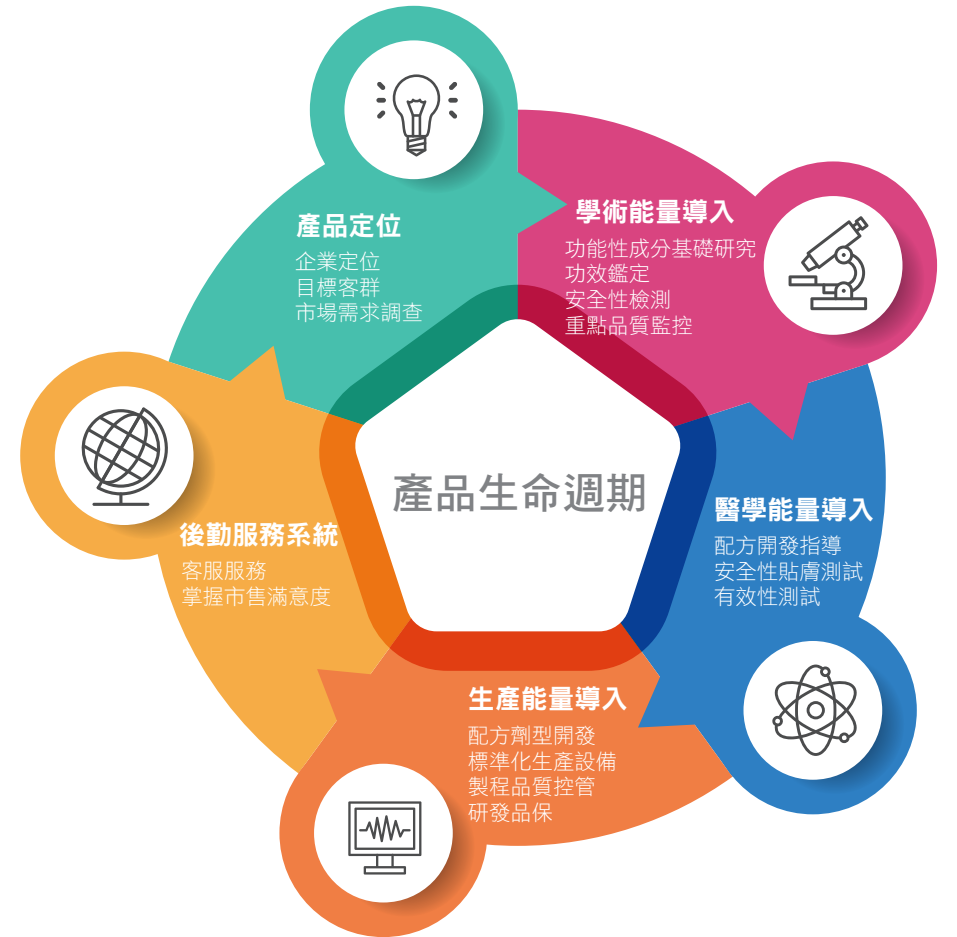 產品定位
企業定位
目標客群
市場需求調查
學術能量導入
功能性成分基礎研究
功效鑑定
安全性檢測
重點品質監控
產品生命週期
醫學能量導入
配方開發指導
安全性貼膚測試
有效性測試
生產能量導入
配方劑型開發
標準化生產設備
製程品質控管
研發品保
後勤服務系統
客服服務
掌握市售滿意度